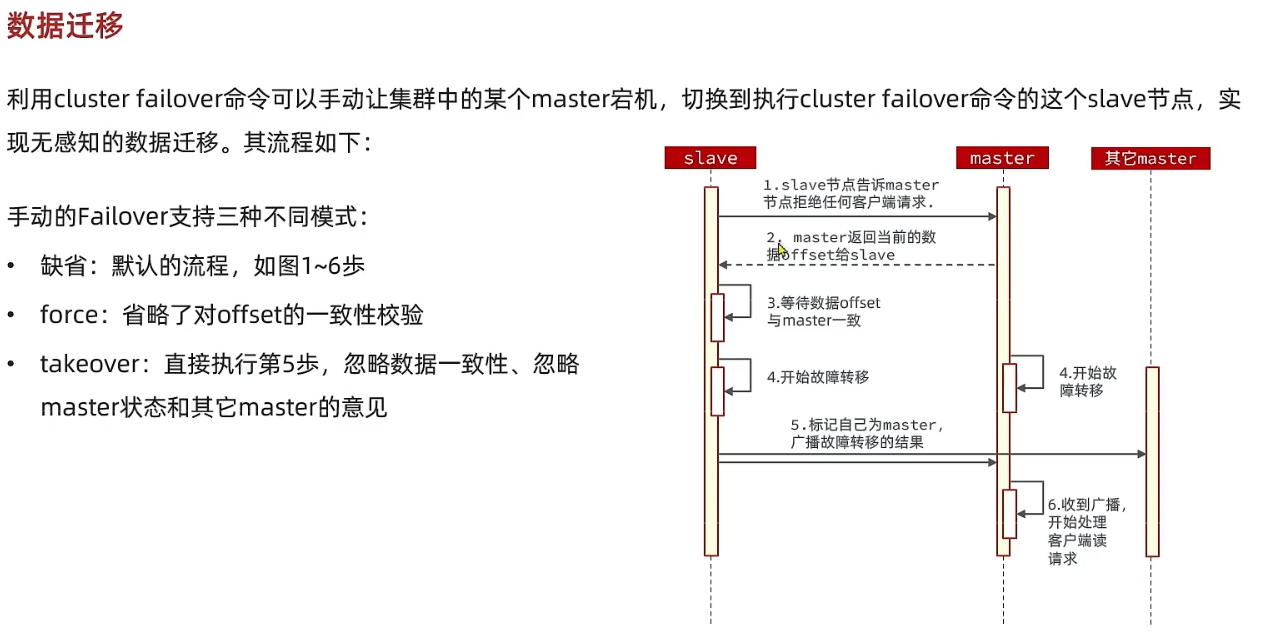 数据迁移
利用cluster failover命令可以手动让集群中的某个master宕机，切换到执行cluster failover命令的这个slave节点，实
现无感知的数据迁移。其流程如下：
手动的Failover支持三种不同模式：
• 缺省：默认的流程，如图1~6歩
• force：省略了对offset的一致性校验
• takeover：直接执行第5歩，忽略数据一致性、忽略
master状态和其它master的意见
slave
master
其它master
1.slave节点告诉master
节点拒绝任何客户端请求.
2. master返回当前的数
据offset给slave
3.等待数据offset
与master一致
4.开始故障转移
4.开始故
障转移
5.标记自己为master，
广播故障转移的结果
6.收到广播，
开始处理
客户端读
请求